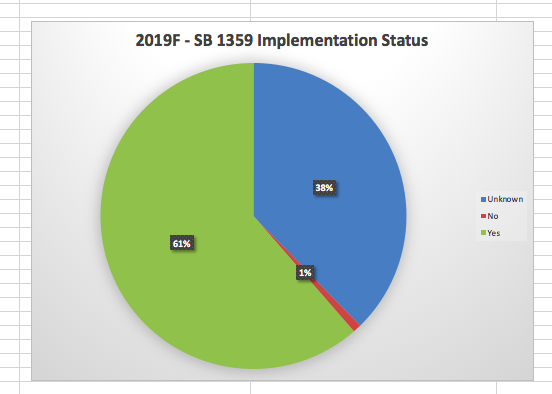 2019F - SB 1359 Implementation Status
38%
61%
1%
Unknown
No
Yes